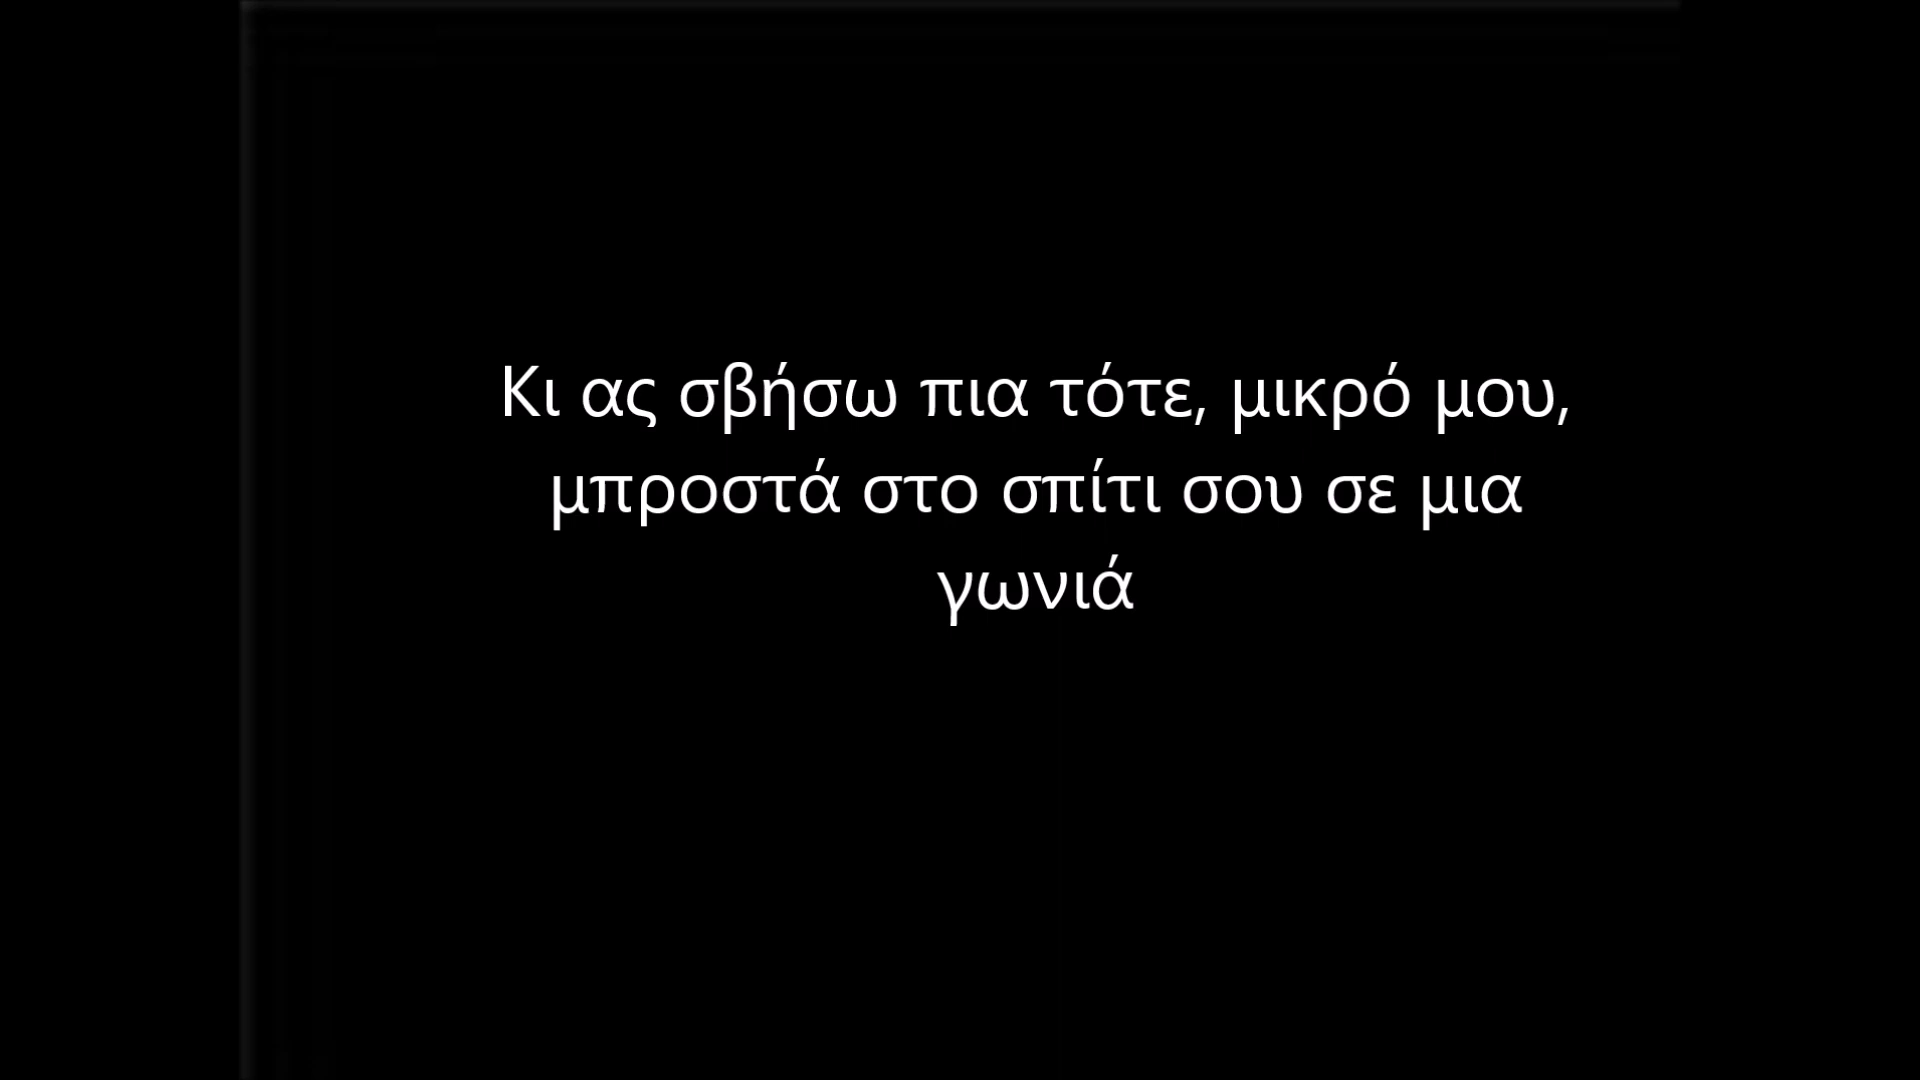 Κι ας σβήσω πια τότε, μικρό μου,
μπροστά στο σπίτι σου σε μια
γωνιά